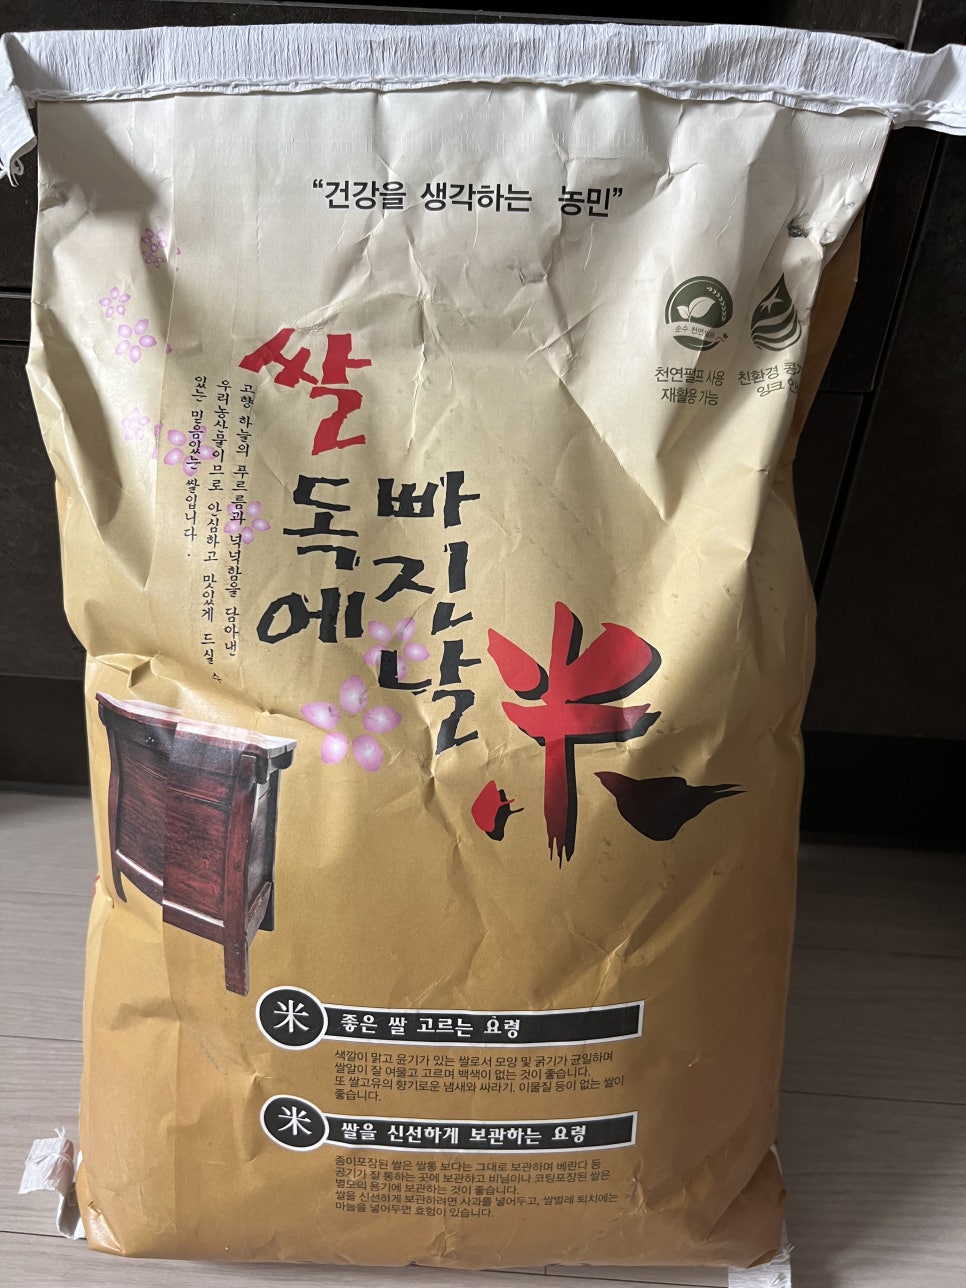 “건강을 생각하는 농민”
순수 천연펄프
천연펄프 사용
재활용 가능
친환경
잉크
쌀
독에
빠진날
米
고향 하늘의 푸르름과 넉넉함을 담아낸
우리농산물이므로 안심하고 맛있게 드실 수
있는 믿음있는 쌀입니다.
米 좋은 쌀 고르는 요령
색깔이 맑고 윤기가 있는 쌀로서 모양 및 굵기가 균일하며
쌀알이 잘 여물고 고르며 백색이 없는 것이 좋습니다.
또 쌀고유의 향기로운 냄새와 싸라기. 이물질 등이 없는 쌀이
좋습니다.
米 쌀을 신선하게 보관하는 요령
종이포장된 쌀은 쌀통 보다는 그대로 보관하며 베란다 등
공기가 잘 통하는 곳에 보관하고 비닐이나 코팅포장된 쌀은
별도의 용기에 보관하는 것이 좋습니다.
쌀을 신선하게 보관하려면 사과를 넣어두고, 쌀벌레 퇴치에는
마늘을 넣어두면 효험이 있습니다.